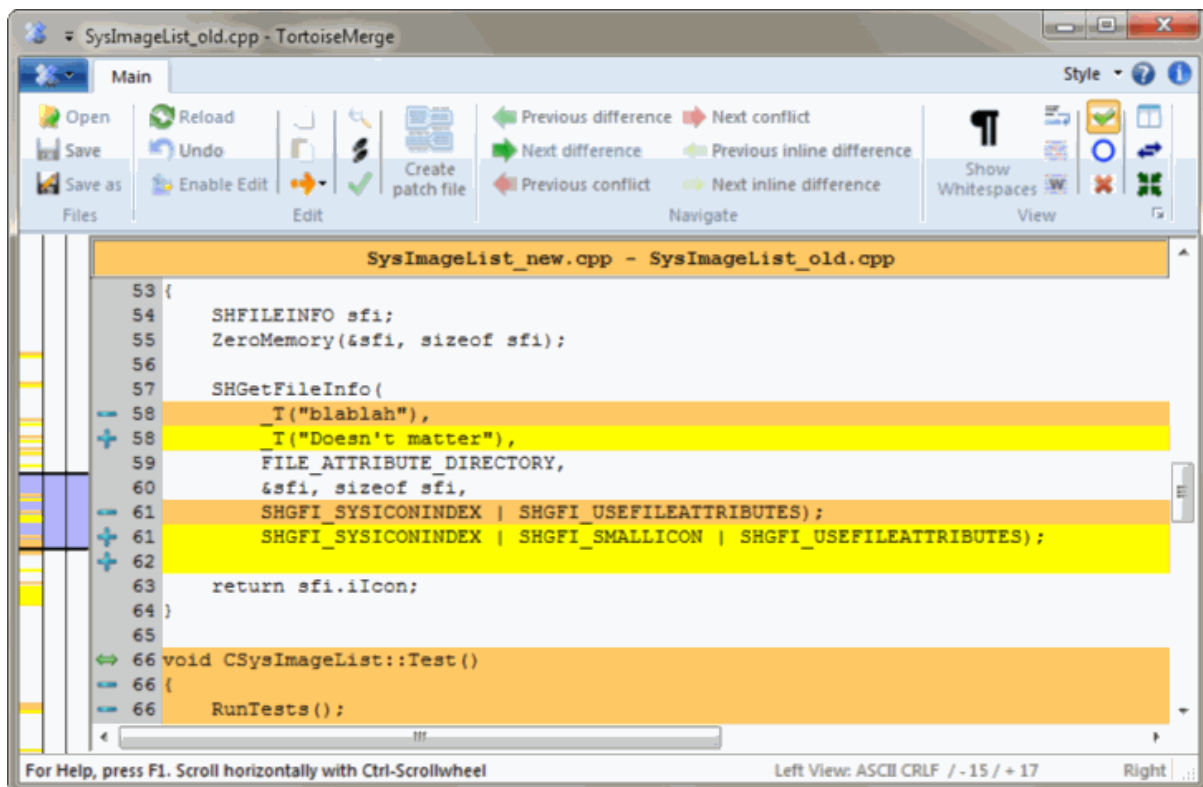 SysImageList_old.cpp - TortoiseMerge
Main
Style
Open
Reload
Previous difference
Next conflict
Save
Undo
Next difference
Previous inline difference
Save as
Enable Edit
Create
patch file
Previous conflict
Next inline difference
Show
Whitespaces
Files
Edit
Navigate
View
SysImageList_new.cpp - SysImageList_old.cpp
53 {
54 SHFILEINFO sfi;
55 ZeroMemory(&sfi, sizeof sfi);
56
57 SHGetFileInfo(
58 _T("blablah"),
58 _T("Doesn't matter"),
59 FILE_ATTRIBUTE_DIRECTORY,
60 &sfi, sizeof sfi,
61 SHGFI_SYSICONINDEX | SHGFI_USEFILEATTRIBUTES);
61 SHGFI_SYSICONINDEX | SHGFI_SMALLICON | SHGFI_USEFILEATTRIBUTES);
62
63 return sfi.iIcon;
64 }
65
66 void CSysImageList::Test()
66 {
66 RunTests();
For Help, press F1. Scroll horizontally with Ctrl-Scrollwheel
Left View: ASCII CRLF / - 15 / + 17
Right